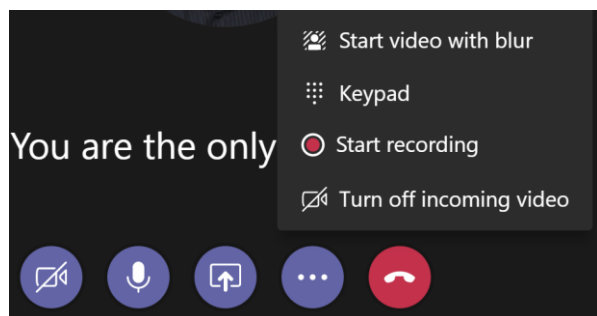 Start video with blur
Keypad
You are the only
Start recording
Turn off incoming video